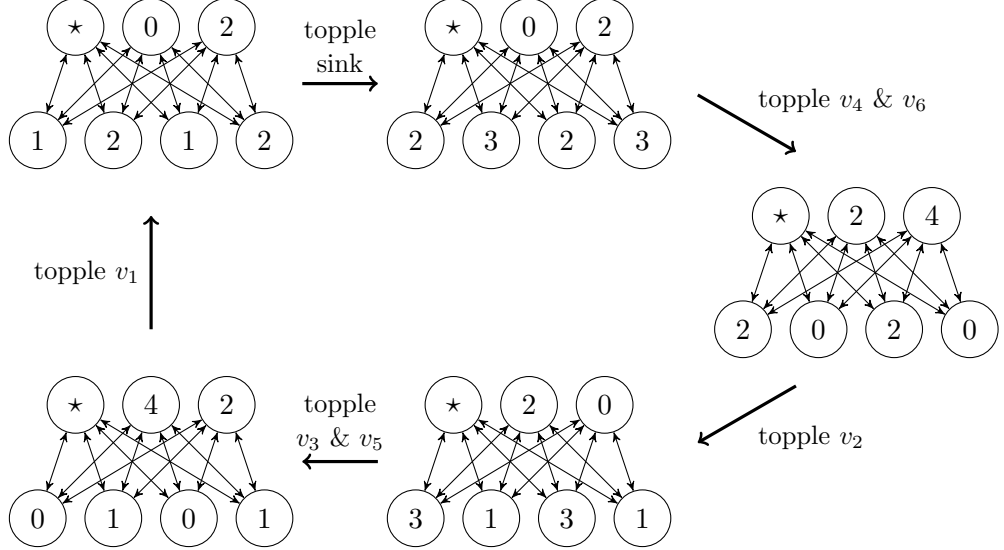 ⋆ 0 2
1 2 1 2
topple
sink
⋆ 0 2
2 3 2 3
topple v₄ & v₆
⋆ 2 4
2 0 2 0
topple v₂
⋆ 2 0
3 1 3 1
topple
v₃ & v₅
⋆ 4 2
0 1 0 1
topple v₁